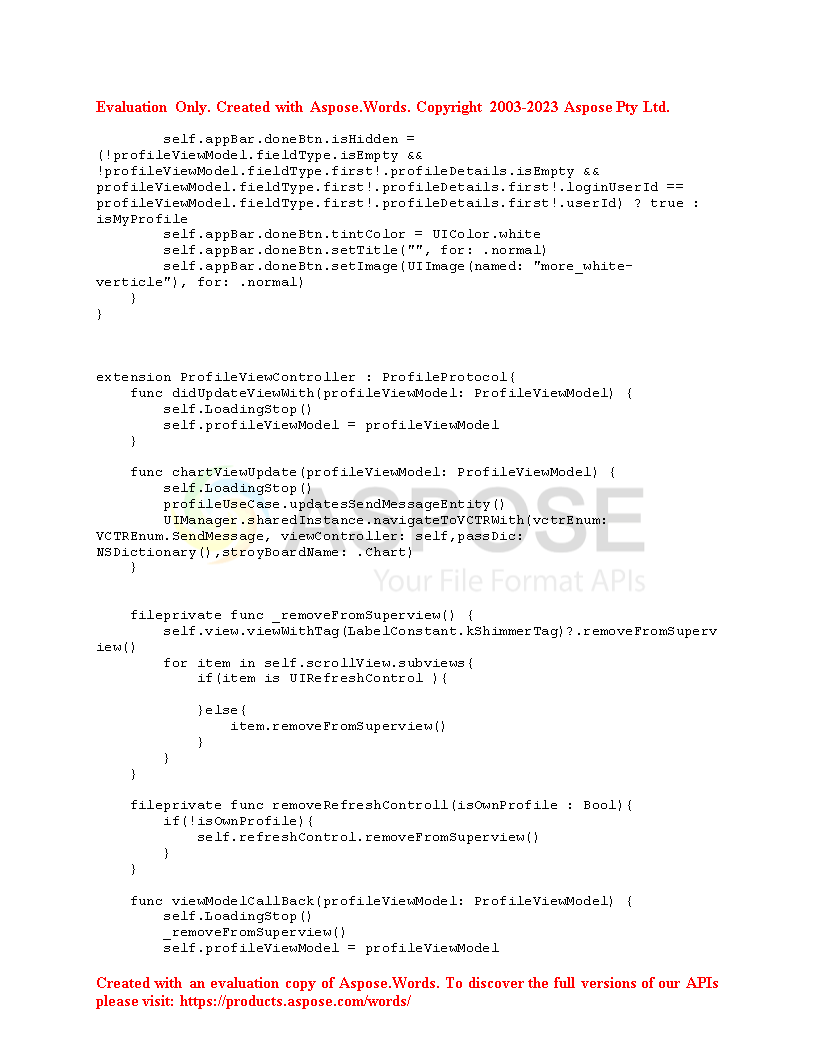 Evaluation Only. Created with Aspose.Words. Copyright 2003-2023 Aspose Pty Ltd.
        self.appBar.doneBtn.isHidden =
(!profileViewModel.fieldType.isEmpty &&
!profileViewModel.fieldType.first!.profileDetails.isEmpty &&
profileViewModel.fieldType.first!.profileDetails.first!.loginUserId ==
profileViewModel.fieldType.first!.profileDetails.first!.userId) ? true :
isMyProfile
        self.appBar.doneBtn.tintColor = UIColor.white
        self.appBar.doneBtn.setTitle("", for: .normal)
        self.appBar.doneBtn.setImage(UIImage(named: "more_white-
verticle"), for: .normal)
    }
}
extension ProfileViewController : ProfileProtocol{
    func didUpdateViewWith(profileViewModel: ProfileViewModel) {
        self.LoadingStop()
        self.profileViewModel = profileViewModel
    }
    func chartViewUpdate(profileViewModel: ProfileViewModel) {
        self.LoadingStop()
        profileUseCase.updatesSendMessageEntity()
        UIManager.sharedInstance.navigateToVCTRWith(vctrEnum:
VCTREnum.SendMessage, viewController: self,passDic:
NSDictionary(),stroyBoardName: .Chart)
    }
ASPOSE
Your File Format APIs
    fileprivate func _removeFromSuperview() {
        self.view.viewWithTag(LabelConstant.kShimmerTag)?.removeFromSuperv
iew()
        for item in self.scrollView.subviews{
            if(item is UIRefreshControl ){
            }else{
                item.removeFromSuperview()
            }
        }
    }
    fileprivate func removeRefreshControll(isOwnProfile : Bool){
        if(!isOwnProfile){
            self.refreshControl.removeFromSuperview()
        }
    }
    func viewModelCallBack(profileViewModel: ProfileViewModel) {
        self.LoadingStop()
        _removeFromSuperview()
        self.profileViewModel = profileViewModel
Created with an evaluation copy of Aspose.Words. To discover the full versions of our APIs
please visit: https://products.aspose.com/words/